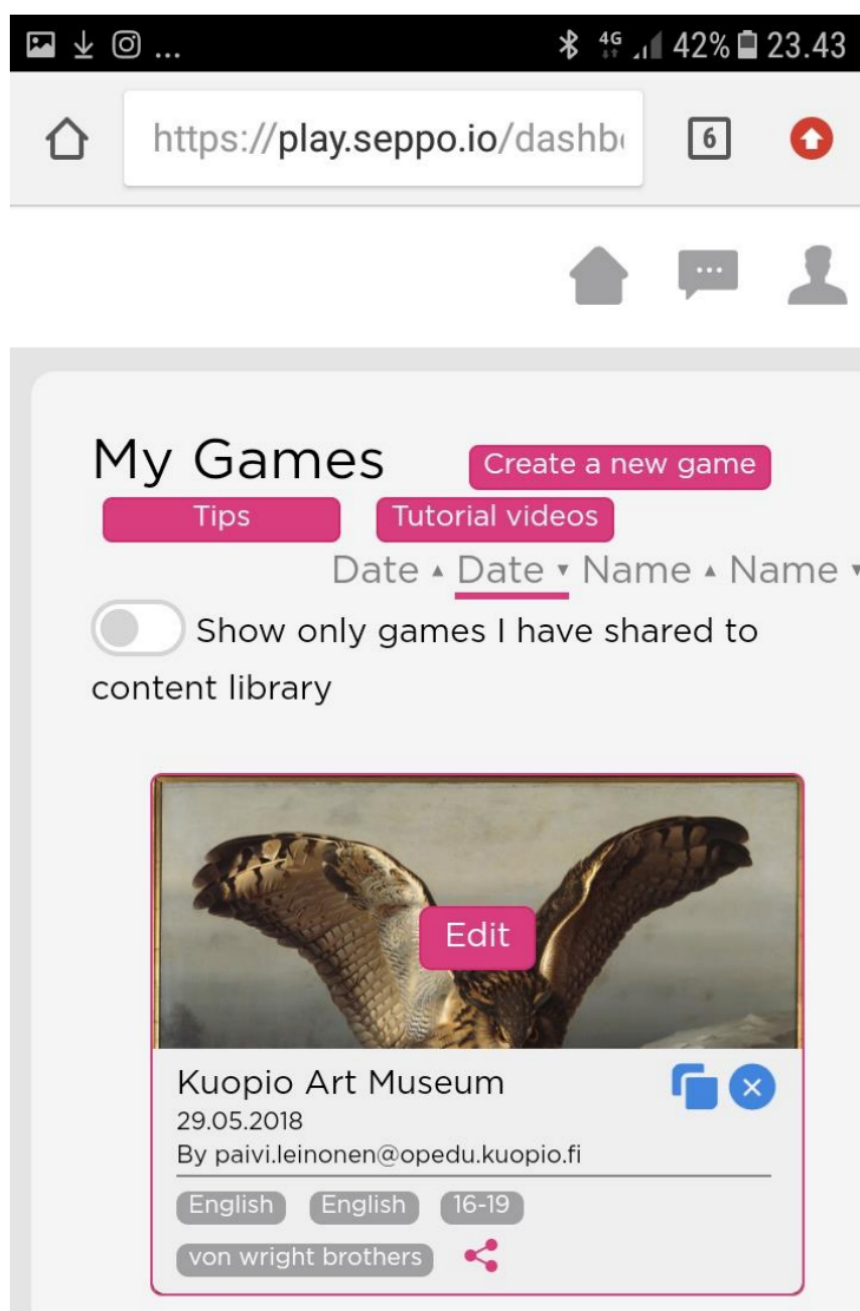 ... 4G 42% 23.43
https://play.seppo.io/dashb
6
My Games Create a new game
Tips Tutorial videos
Date ▴ Date ▾ Name ▴ Name ▾
Show only games I have shared to
content library
Edit
Kuopio Art Museum
29.05.2018
By paivi.leinonen@opedu.kuopio.fi
English English 16-19
von wright brothers